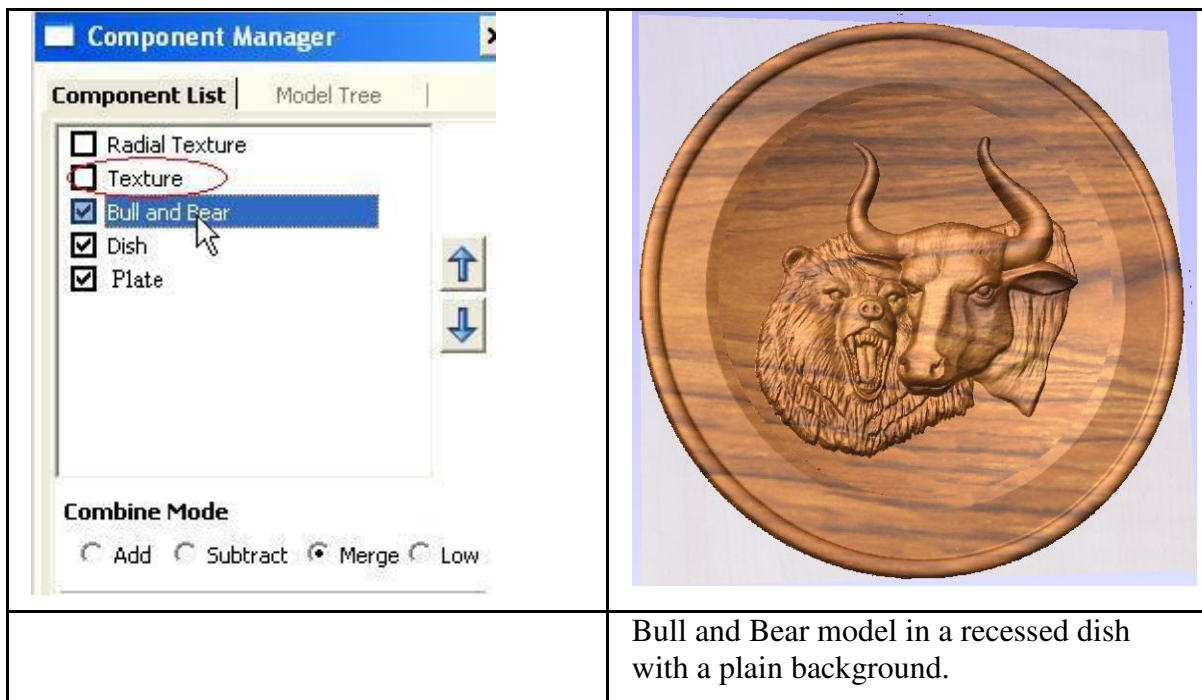 Component Manager
Component List Model Tree
Radial Texture
Texture
Bull and Bear
Dish
Plate
Combine Mode
Add Subtract Merge Low
Bull and Bear model in a recessed dish
with a plain background.